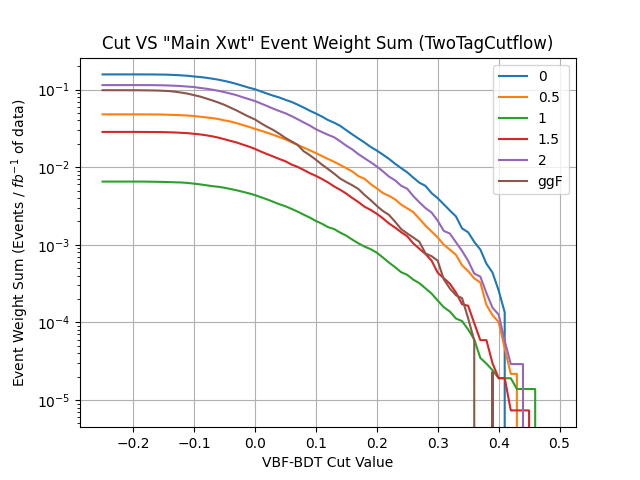 Cut VS "Main Xwt" Event Weight Sum (TwoTagCutflow)
Event Weight Sum (Events / fb⁻¹ of data)
10⁻¹
10⁻²
10⁻³
10⁻⁴
10⁻⁵
0
0.5
1
1.5
2
ggF
−0.2 −0.1 0.0 0.1 0.2 0.3 0.4 0.5
VBF-BDT Cut Value